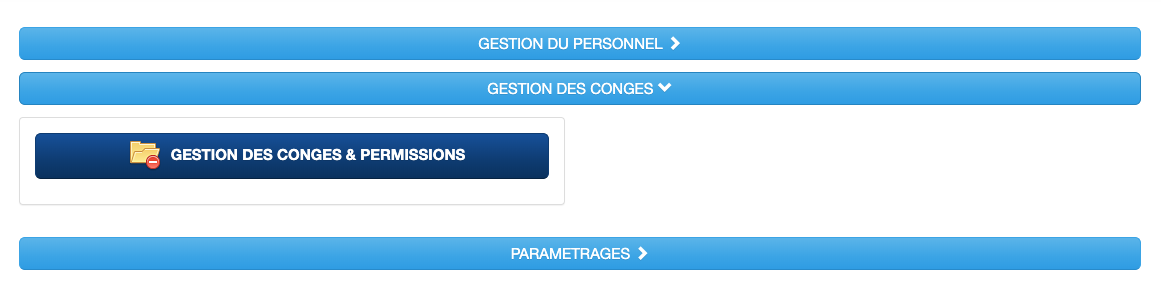 GESTION DU PERSONNEL
GESTION DES CONGES
GESTION DES CONGES & PERMISSIONS
PARAMETRAGES